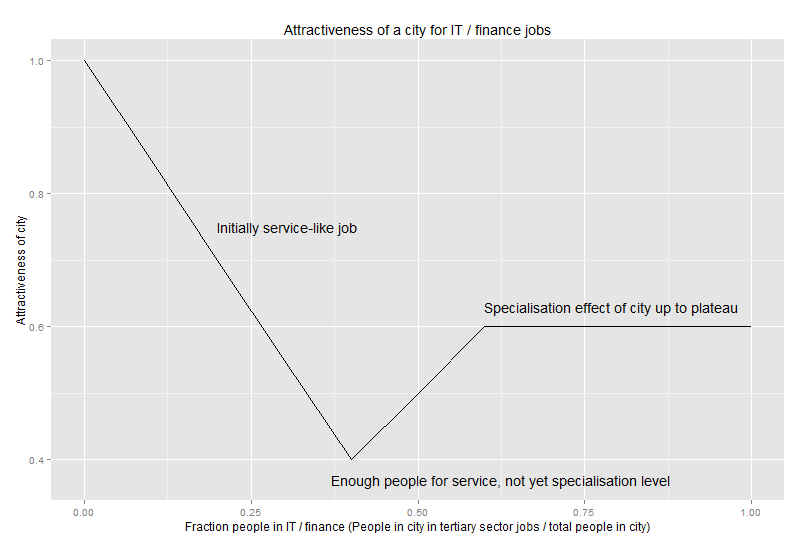 Attractiveness of a city for IT / finance jobs
Attractiveness of city
1.0
0.8
0.6
0.4
Initially service-like job
Specialisation effect of city up to plateau
Enough people for service, not yet specialisation level
0.00
0.25
0.50
0.75
1.00
Fraction people in IT / finance (People in city in tertiary sector jobs / total people in city)